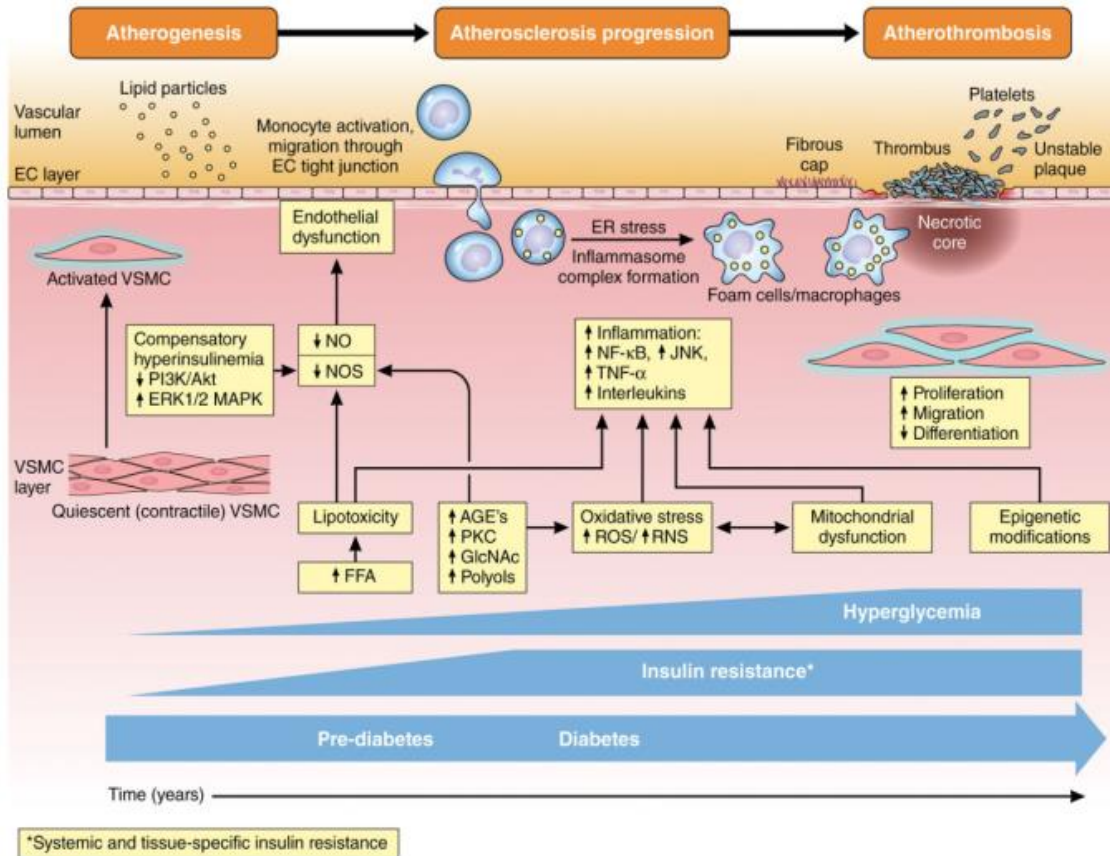 Atherogenesis
Atherosclerosis progression
Atherothrombosis
Lipid particles
Vascular
lumen
EC layer
Monocyte activation,
migration through
EC tight junction
Platelets
Fibrous
cap
Thrombus
Unstable
plaque
Endothelial
dysfunction
ER stress
Inflammasome
complex formation
Necrotic
core
Activated VSMC
Foam cells/macrophages
Compensatory
hyperinsulinemia
↓ PI3K/Akt
↑ ERK1/2 MAPK
↓ NO
↓ NOS
↑ Inflammation:
↑ NF-κB, ↑ JNK,
↑ TNF-α
↑ Interleukins
↑ Proliferation
↑ Migration
↓ Differentiation
VSMC
layer
Quiescent (contractile) VSMC
Lipotoxicity
↑ FFA
↑ AGE's
↑ PKC
↑ GlcNAc
↑ Polyols
Oxidative stress
↑ ROS/ ↑ RNS
Mitochondrial
dysfunction
Epigenetic
modifications
Hyperglycemia
Insulin resistance*
Pre-diabetes
Diabetes
Time (years)
*Systemic and tissue-specific insulin resistance